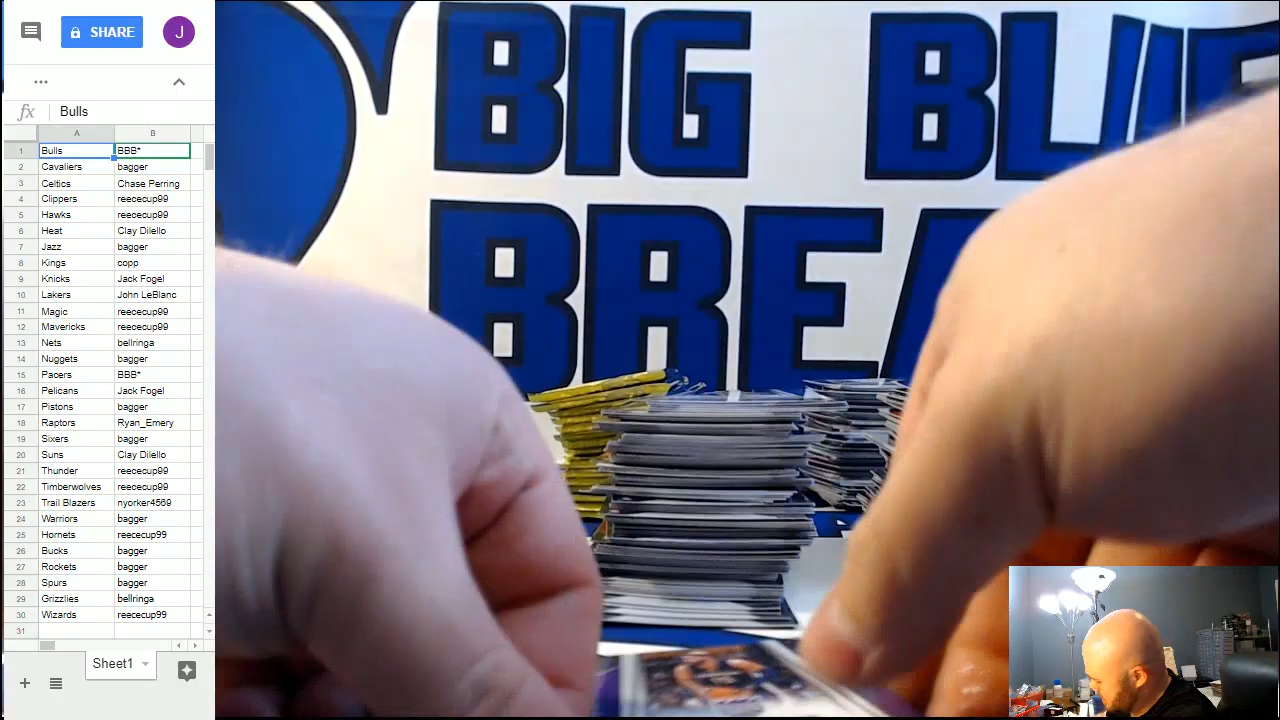 SHARE
J
...
fx Bulls
A B
1 Bulls BBB*
2 Cavaliers bagger
3 Celtics Chase Perring
4 Clippers reececup99
5 Hawks reececup99
6 Heat Clay Dilello
7 Jazz bagger
8 Kings copp
9 Knicks Jack Fogel
10 Lakers John LeBlanc
11 Magic reececup99
12 Mavericks reececup99
13 Nets bellringa
14 Nuggets bagger
15 Pacers BBB*
16 Pelicans Jack Fogel
17 Pistons bagger
18 Raptors Ryan_Emery
19 Sixers bagger
20 Suns Clay Dilello
21 Thunder reececup99
22 Timberwolves reececup99
23 Trail Blazers nyorker4569
24 Warriors bagger
25 Hornets reececup99
26 Bucks bagger
27 Rockets bagger
28 Spurs bagger
29 Grizzlies bellringa
30 Wizards reececup99
31
Sheet1
BIG BLUE
BREA